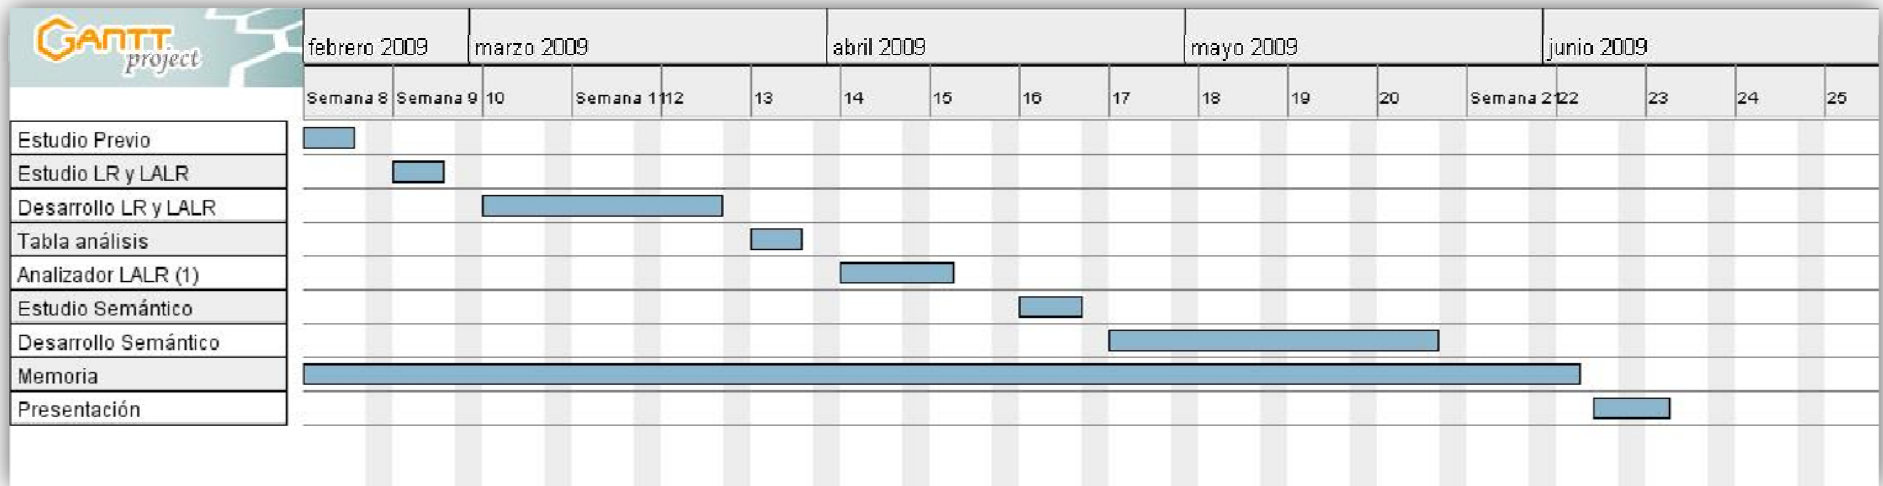 GANTT
project
febrero 2009 marzo 2009 abril 2009 mayo 2009 junio 2009
Semana 8 Semana 9 10 Semana 11 12 13 14 15 16 17 18 19 20 Semana 21 22 23 24 25
Estudio Previo
Estudio LR y LALR
Desarrollo LR y LALR
Tabla análisis
Analizador LALR (1)
Estudio Semántico
Desarrollo Semántico
Memoria
Presentación